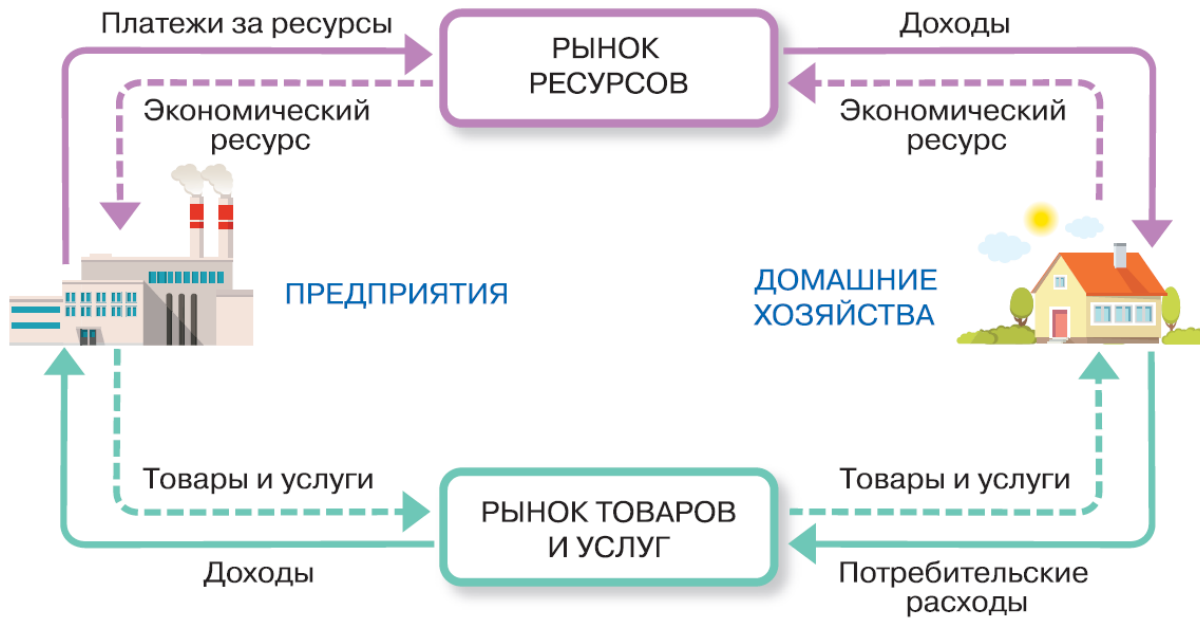 Платежи за ресурсы
РЫНОК
РЕСУРСОВ
Доходы
Экономический
ресурс
Экономический
ресурс
ПРЕДПРИЯТИЯ
ДОМАШНИЕ
ХОЗЯЙСТВА
Товары и услуги
РЫНОК ТОВАРОВ
И УСЛУГ
Товары и услуги
Доходы
Потребительские
расходы